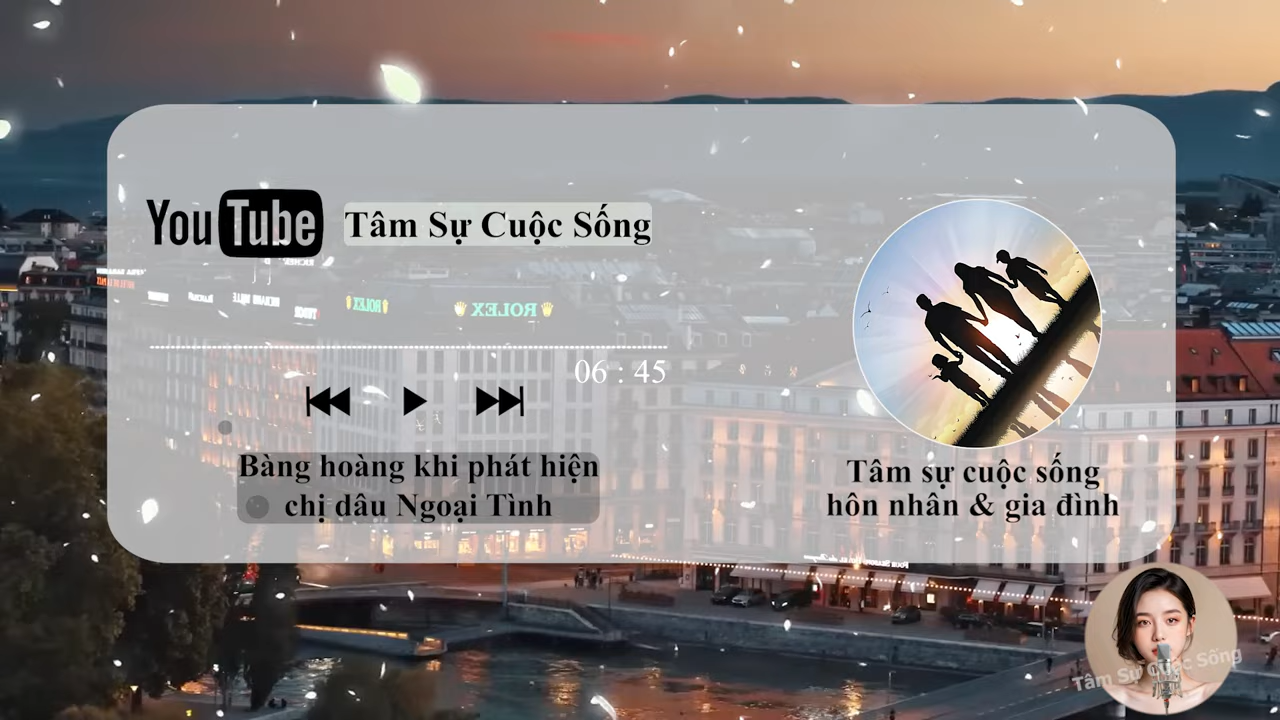 YouTube
Tâm Sự Cuộc Sống
ROLEX
ROLEX
06 : 45
Bàng hoàng khi phát hiện
chị dâu Ngoại Tình
Tâm sự cuộc sống
hôn nhân & gia đình
Tâm Sự Cuộc Sống